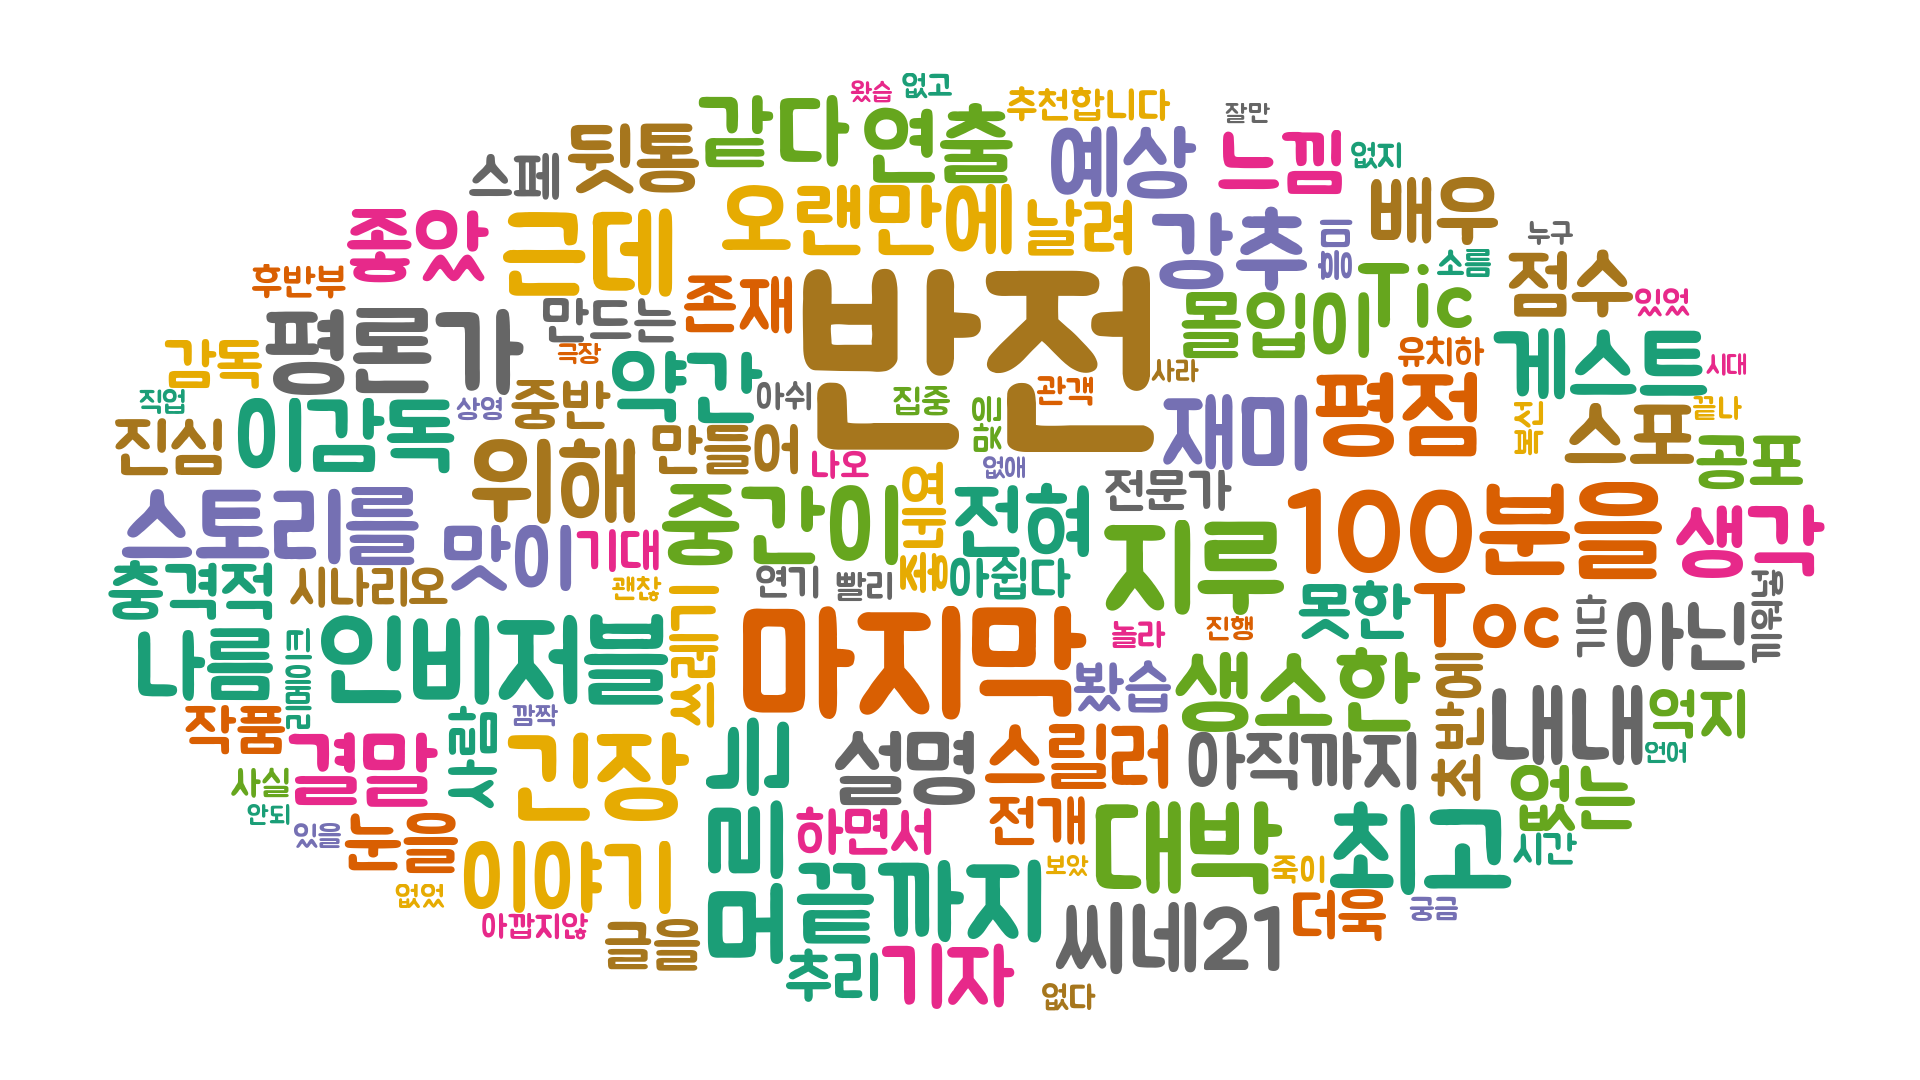 왔습
없고
추천합니다
잘만
같다
연출
뒷통
스페
예상
느낌
없지
오랜만에
날려
배우
좋았
근데
강추
누구
후반부
존재
반전
소름
점수
만드는
Tic
몰입이
있었
평론가
감독
극장
약간
유치하
게스트
시대
직업
이감독
상영
중반
아쉬
집중
관객
사라
재미
평점
스포
끝나
진심
위해
만들어
나오
없애
전문가
공포
스토리를
맛이
기대
중간이
전혀
지루
100분을
생각
충격적
시나리오
괜찮
연기
빨리
아쉽다
못한
Toc
아닌
나름
인비저블
마지막
놀라
진행
봤습
생소한
내내
억지
작품
결말
깜짝
사람
긴장
설명
스릴러
아직까지
초반에
언어
사실
안되
있을
눈을
이야기
머리
하면서
전개
대박
보았
죽이
최고
없는
시간
없었
아깝지않
글을
끝까지
추리
기자
씨네21
더욱
궁금
없다